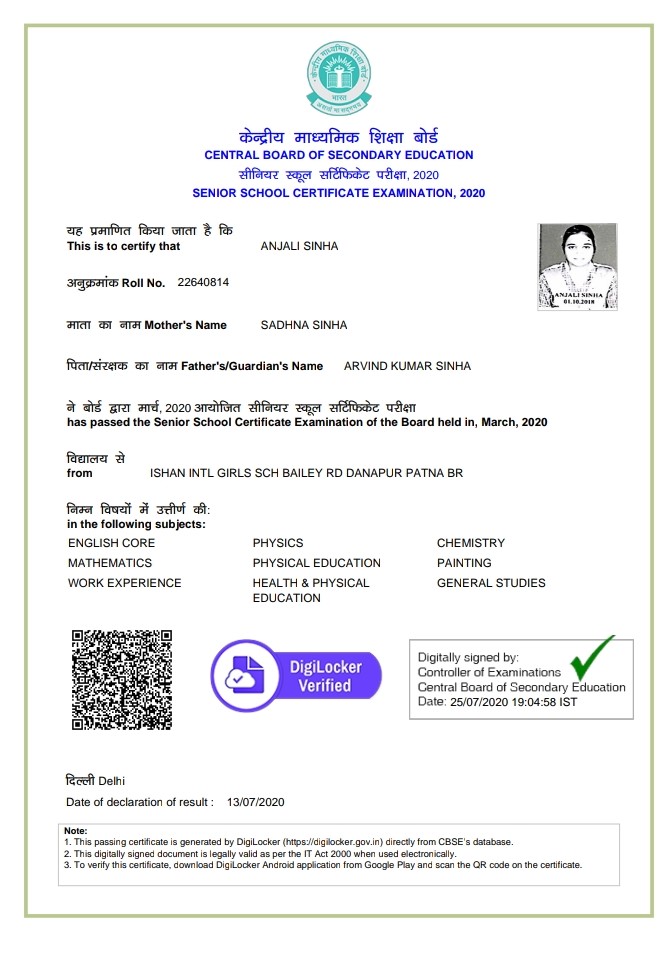 केन्द्रीय माध्यमिक शिक्षा बोर्ड
भारत
असतो मा सद्गमय
केन्द्रीय माध्यमिक शिक्षा बोर्ड
CENTRAL BOARD OF SECONDARY EDUCATION
सीनियर स्कूल सर्टिफिकेट परीक्षा, 2020
SENIOR SCHOOL CERTIFICATE EXAMINATION, 2020
यह प्रमाणित किया जाता है कि
This is to certify that ANJALI SINHA
अनुक्रमांक Roll No. 22640814
ANJALI SINHA
01.10.2018
माता का नाम Mother's Name SADHNA SINHA
पिता/संरक्षक का नाम Father's/Guardian's Name ARVIND KUMAR SINHA
ने बोर्ड द्वारा मार्च, 2020 आयोजित सीनियर स्कूल सर्टिफिकेट परीक्षा
has passed the Senior School Certificate Examination of the Board held in, March, 2020
विद्यालय से
from ISHAN INTL GIRLS SCH BAILEY RD DANAPUR PATNA BR
निम्न विषयों में उत्तीर्ण की:
in the following subjects:
ENGLISH CORE PHYSICS CHEMISTRY
MATHEMATICS PHYSICAL EDUCATION PAINTING
WORK EXPERIENCE HEALTH & PHYSICAL GENERAL STUDIES
EDUCATION
DigiLocker
Verified
Digitally signed by:
Controller of Examinations
Central Board of Secondary Education
Date: 25/07/2020 19:04:58 IST
दिल्ली Delhi
Date of declaration of result : 13/07/2020
Note:
1. This passing certificate is generated by DigiLocker (https://digilocker.gov.in) directly from CBSE's database.
2. This digitally signed document is legally valid as per the IT Act 2000 when used electronically.
3. To verify this certificate, download DigiLocker Android application from Google Play and scan the QR code on the certificate.